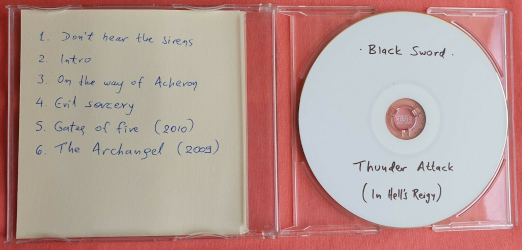 1. Don't hear the sirens
2. Intro
3. On the way of Acheron
4. Evil sorcery
5. Gates of five (2010)
6. The Archangel (2009)
· Black Sword ·
Thunder Attack
(In Hell's Reign)